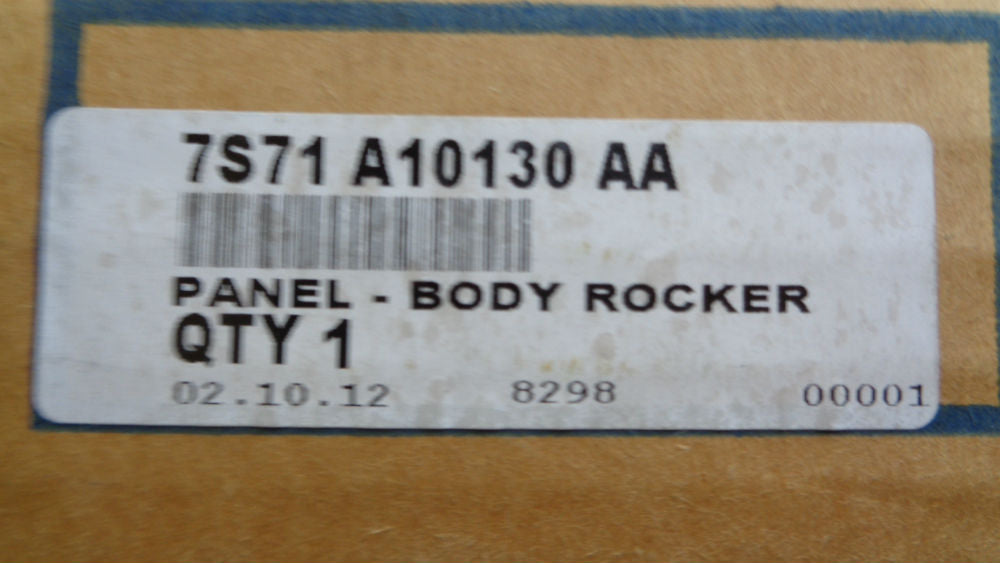 7S71 A10130 AA
PANEL - BODY ROCKER
QTY 1
02.10.12 8298 00001